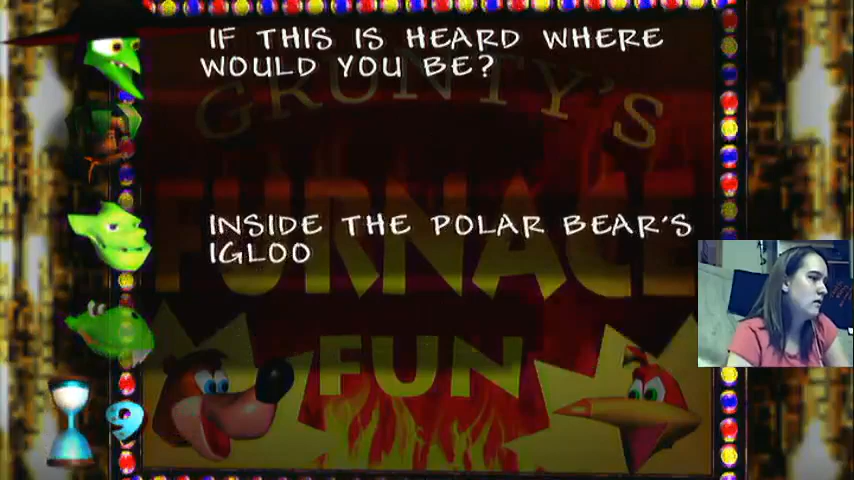 IF THIS IS HEARD WHERE
WOULD YOU BE?
GRUNTY'S
FURNACE
INSIDE THE POLAR BEAR'S
IGLOO
FUN
9